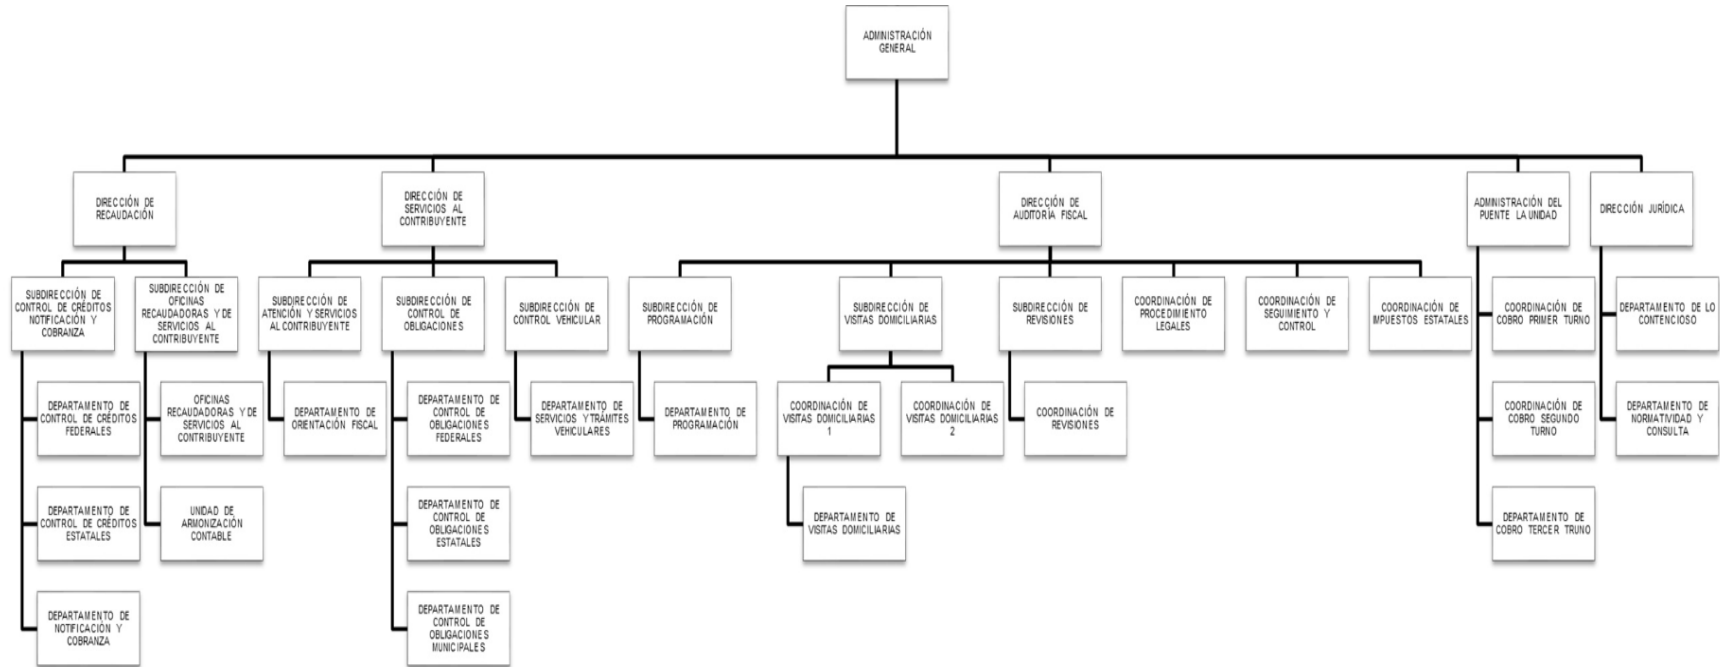 ADMINISTRACIÓN
GENERAL
DIRECCIÓN DE
RECAUDACIÓN
DIRECCIÓN DE
SERVICIOS AL
CONTRIBUYENTE
DIRECCIÓN DE
AUDITORÍA FISCAL
ADMINISTRACIÓN DEL
PUENTE LA UNIDAD
DIRECCIÓN JURÍDICA
SUBDIRECCIÓN DE
CONTROL DE CRÉDITOS
NOTIFICACIÓN Y
COBRANZA
SUBDIRECCIÓN DE
OFICINAS
RECAUDADORAS Y DE
SERVICIOS AL
CONTRIBUYENTE
SUBDIRECCIÓN DE
ATENCIÓN Y SERVICIOS
AL CONTRIBUYENTE
SUBDIRECCIÓN DE
CONTROL DE
OBLIGACIONES
SUBDIRECCIÓN DE
CONTROL VEHICULAR
SUBDIRECCIÓN DE
PROGRAMACIÓN
SUBDIRECCIÓN DE
VISITAS DOMICILIARIAS
SUBDIRECCIÓN DE
REVISIONES
COORDINACIÓN DE
PROCEDIMIENTO
LEGALES
COORDINACIÓN DE
SEGUIMIENTO Y
CONTROL
COORDINACIÓN DE
IMPUESTOS ESTATALES
COORDINACIÓN DE
COBRO PRIMER TURNO
DEPARTAMENTO DE LO
CONTENCIOSO
DEPARTAMENTO DE
CONTROL DE CRÉDITOS
FEDERALES
OFICINAS
RECAUDADORAS Y DE
SERVICIOS AL
CONTRIBUYENTE
DEPARTAMENTO DE
ORIENTACIÓN FISCAL
DEPARTAMENTO DE
CONTROL DE
OBLIGACIONES
FEDERALES
DEPARTAMENTO DE
SERVICIOS Y TRÁMITES
VEHICULARES
DEPARTAMENTO DE
PROGRAMACIÓN
COORDINACIÓN DE
VISITAS DOMICILIARIAS
1
COORDINACIÓN DE
VISITAS DOMICILIARIAS
2
COORDINACIÓN DE
REVISIONES
COORDINACIÓN DE
COBRO SEGUNDO
TURNO
DEPARTAMENTO DE
NORMATIVIDAD Y
CONSULTA
DEPARTAMENTO DE
CONTROL DE CRÉDITOS
ESTATALES
UNIDAD DE
ARMONIZACIÓN
CONTABLE
DEPARTAMENTO DE
CONTROL DE
OBLIGACIONES
ESTATALES
DEPARTAMENTO DE
VISITAS DOMICILIARIAS
DEPARTAMENTO DE
COBRO TERCER TRUNO
DEPARTAMENTO DE
NOTIFICACIÓN Y
COBRANZA
DEPARTAMENTO DE
CONTROL DE
OBLIGACIONES
MUNICIPALES